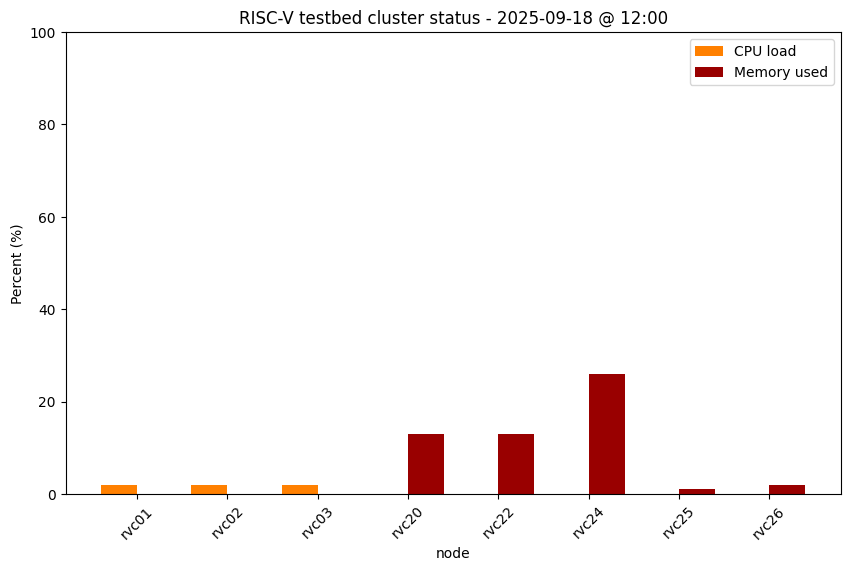 RISC-V testbed cluster status - 2025-09-18 @ 12:00
CPU load
Memory used
Percent (%)
100
80
60
40
20
0
rvc01
rvc02
rvc03
rvc20
rvc22
rvc24
rvc25
rvc26
node